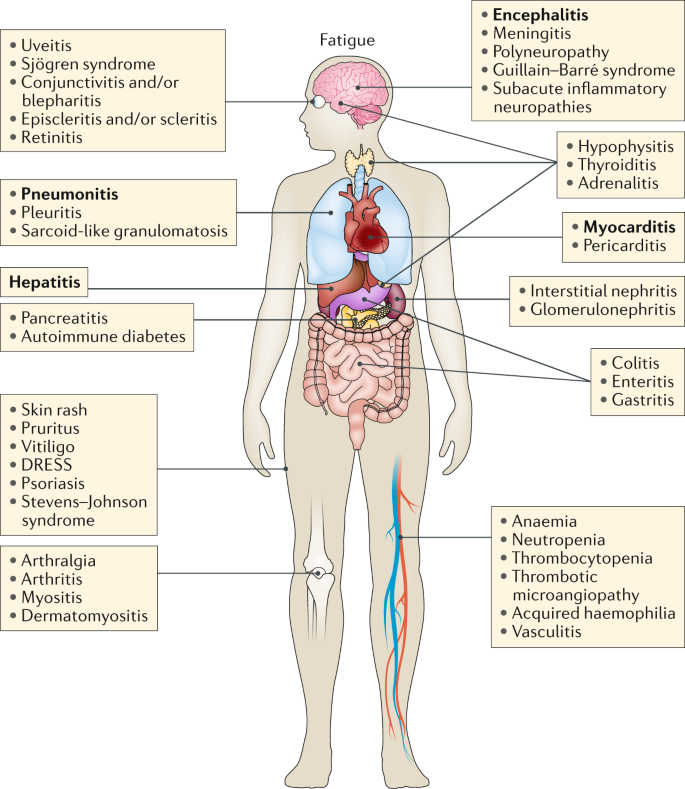 Fatigue
• Uveitis
• Sjögren syndrome
• Conjunctivitis and/or
blepharitis
• Episcleritis and/or scleritis
• Retinitis
• Encephalitis
• Meningitis
• Polyneuropathy
• Guillain–Barré syndrome
• Subacute inflammatory
neuropathies
• Hypophysitis
• Thyroiditis
• Adrenalitis
• Pneumonitis
• Pleuritis
• Sarcoid-like granulomatosis
• Myocarditis
• Pericarditis
Hepatitis
• Interstitial nephritis
• Glomerulonephritis
• Pancreatitis
• Autoimmune diabetes
• Colitis
• Enteritis
• Gastritis
• Skin rash
• Pruritus
• Vitiligo
• DRESS
• Psoriasis
• Stevens–Johnson
syndrome
• Anaemia
• Neutropenia
• Thrombocytopenia
• Thrombotic
microangiopathy
• Acquired haemophilia
• Vasculitis
• Arthralgia
• Arthritis
• Myositis
• Dermatomyositis